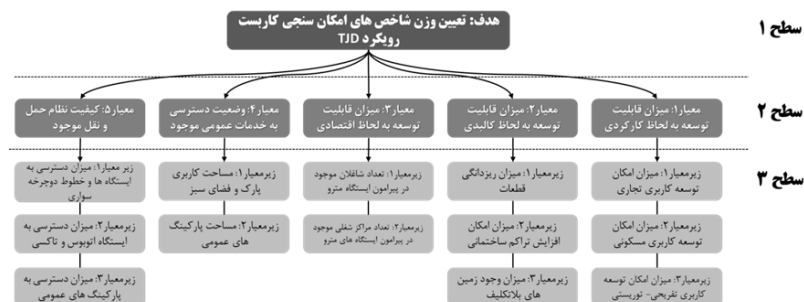 سطح ۱
هدف: تعیین وزن شاخص های امکان سنجی کاربست
رویکرد TJD
سطح ۲
معیار۱: میزان قابلیت
توسعه به لحاظ کارکردی
معیار۲: میزان قابلیت
توسعه به لحاظ کالبدی
معیار۳: میزان قابلیت
توسعه به لحاظ اقتصادی
معیار۴: وضعیت دسترسی
به خدمات عمومی موجود
معیار۵: کیفیت نظام حمل
و نقل موجود
سطح ۳
زیرمعیار۱: میزان امکان
توسعه کاربری تجاری
زیرمعیار۲: میزان امکان
توسعه کاربری مسکونی
زیرمعیار۳: میزان امکان توسعه
کاربری تفریحی- توریستی
زیرمعیار۱: میزان ریزدانگی
قطعات
زیرمعیار۲: میزان امکان
افزایش تراکم ساختمانی
زیرمعیار۳: میزان وجود زمین
های بلاتکلیف
زیرمعیار۱: تعداد شاغلان موجود
در پیرامون ایستگاه مترو
زیرمعیار۲: تعداد مراکز شغلی موجود
در پیرامون ایستگاه های مترو
زیرمعیار۱: مساحت کاربری
پارک و فضای سبز
زیرمعیار۲: مساحت پارکینگ
های عمومی
زیر معیار۱: میزان دسترسی به
ایستگاه ها و خطوط دوچرخه
سواری
زیرمعیار۲: میزان دسترسی به
ایستگاه اتوبوس و تاکسی
زیرمعیار۳: میزان دسترسی به
پارکینگ های عمومی